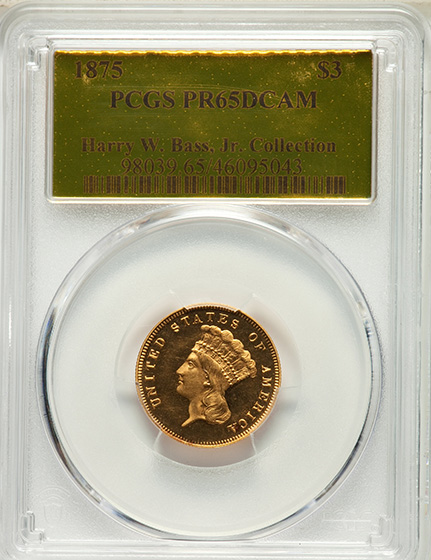 1875 $3
PCGS PR65DCAM
Harry W. Bass, Jr. Collection
98039.65/46095043
UNITED STATES OF AMERICA